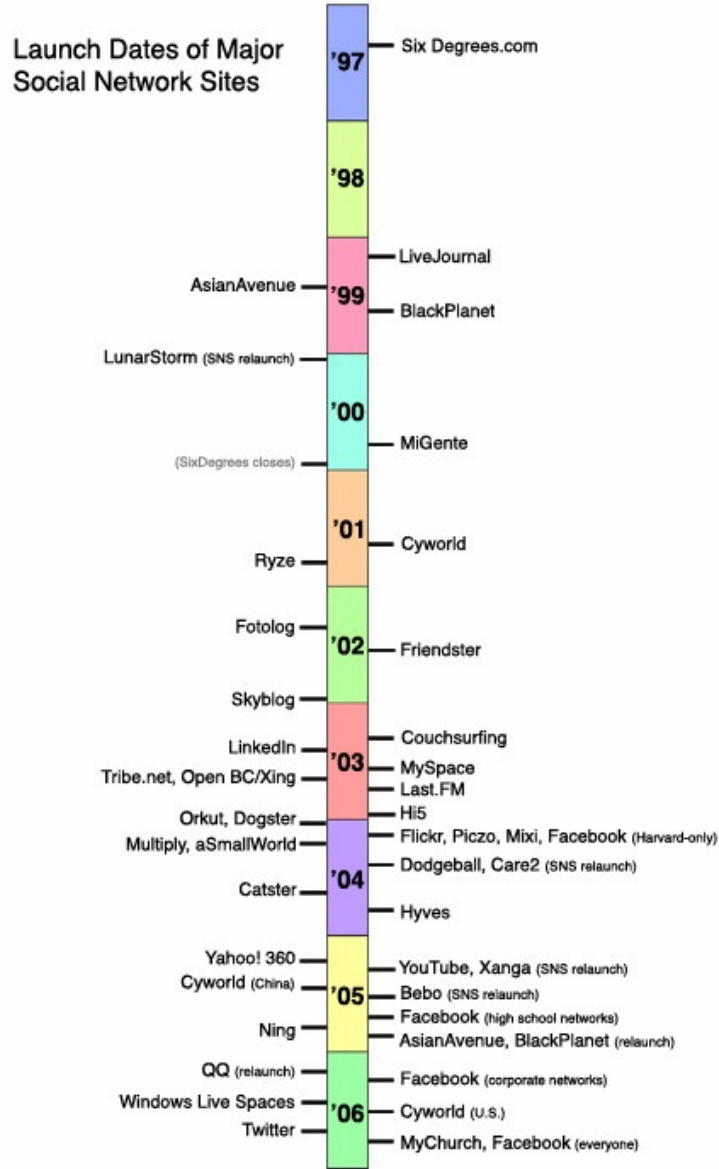 Launch Dates of Major
Social Network Sites
'97
Six Degrees.com
'98
'99
LiveJournal
AsianAvenue
BlackPlanet
'00
LunarStorm (SNS relaunch)
MiGente
(SixDegrees closes)
'01
Cyworld
Ryze
'02
Fotolog
Friendster
Skyblog
'03
Couchsurfing
LinkedIn
MySpace
Tribe.net, Open BC/Xing
Last.FM
Hi5
'04
Orkut, Dogster
Flickr, Piczo, Mixi, Facebook (Harvard-only)
Multiply, aSmallWorld
Dodgeball, Care2 (SNS relaunch)
Catster
Hyves
'05
Yahoo! 360
YouTube, Xanga (SNS relaunch)
Cyworld (China)
Bebo (SNS relaunch)
Facebook (high school networks)
Ning
AsianAvenue, BlackPlanet (relaunch)
'06
QQ (relaunch)
Facebook (corporate networks)
Windows Live Spaces
Cyworld (U.S.)
Twitter
MyChurch, Facebook (everyone)